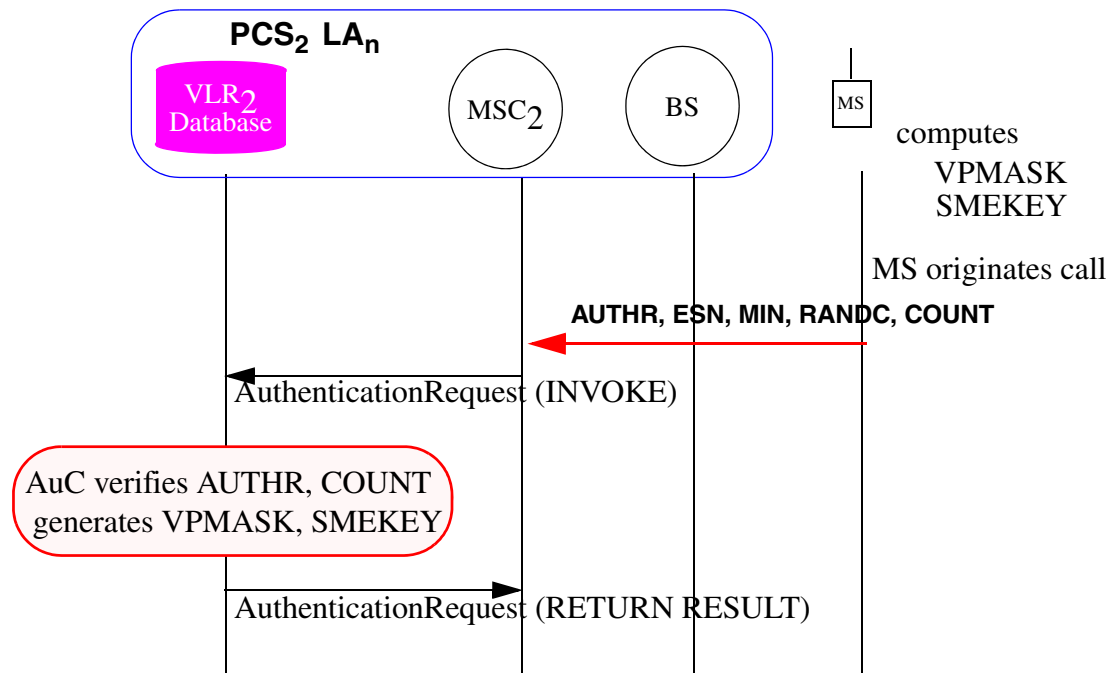 PCS2 LAn
VLR2
Database
MSC2
BS
MS
computes
VPMASK
SMEKEY
MS originates call
AUTHR, ESN, MIN, RANDC, COUNT
AuthenticationRequest (INVOKE)
AuC verifies AUTHR, COUNT
generates VPMASK, SMEKEY
AuthenticationRequest (RETURN RESULT)